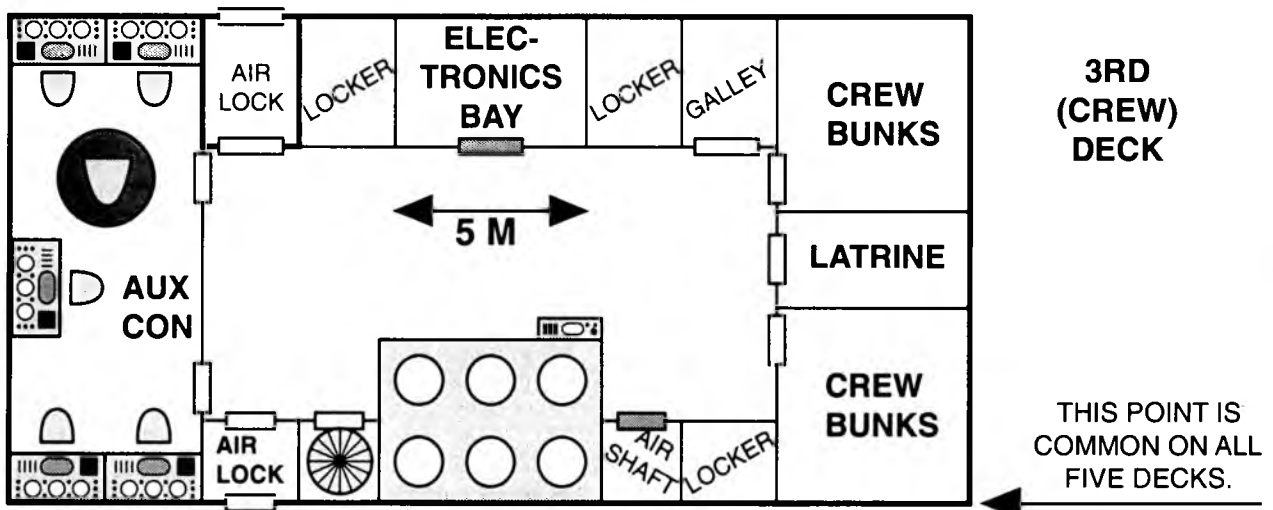 AIR
LOCK
LOCKER
ELEC-
TRONICS
BAY
LOCKER
GALLEY
CREW
BUNKS
3RD
(CREW)
DECK
5 M
LATRINE
AUX
CON
CREW
BUNKS
AIR
LOCK
AIR
SHAFT
LOCKER
THIS POINT IS
COMMON ON ALL
FIVE DECKS.